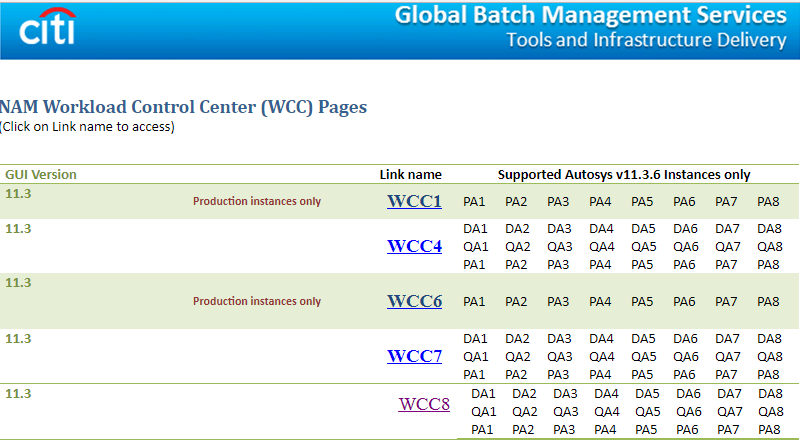 citi
Global Batch Management Services
Tools and Infrastructure Delivery
NAM Workload Control Center (WCC) Pages
(Click on Link name to access)
GUI Version Link name Supported Autosys v11.3.6 Instances only
11.3
Production instances only WCC1 PA1 PA2 PA3 PA4 PA5 PA6 PA7 PA8
11.3 DA1 DA2 DA3 DA4 DA5 DA6 DA7 DA8
WCC4 QA1 QA2 QA3 QA4 QA5 QA6 QA7 QA8
PA1 PA2 PA3 PA4 PA5 PA6 PA7 PA8
11.3
Production instances only WCC6 PA1 PA2 PA3 PA4 PA5 PA6 PA7 PA8
11.3 DA1 DA2 DA3 DA4 DA5 DA6 DA7 DA8
WCC7 QA1 QA2 QA3 QA4 QA5 QA6 QA7 QA8
PA1 PA2 PA3 PA4 PA5 PA6 PA7 PA8
11.3 DA1 DA2 DA3 DA4 DA5 DA6 DA7 DA8
WCC8 QA1 QA2 QA3 QA4 QA5 QA6 QA7 QA8
PA1 PA2 PA3 PA4 PA5 PA6 PA7 PA8